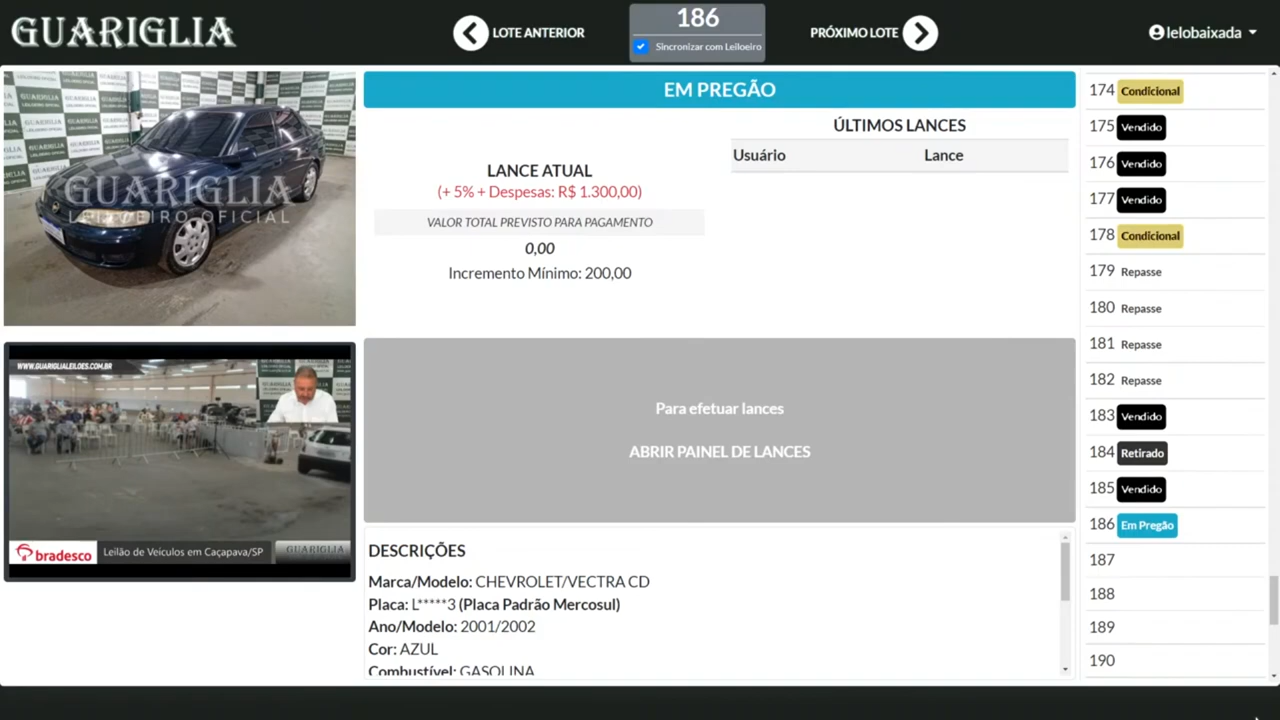 GUARIGLIA
LOTE ANTERIOR
186
Sincronizar com Leiloeiro
PRÓXIMO LOTE
lelobaixada
GUARIGLIA
LEILOEIRO OFICIAL
EM PREGÃO
LANCE ATUAL
(+ 5% + Despesas: R$ 1.300,00)
VALOR TOTAL PREVISTO PARA PAGAMENTO
0,00
Incremento Mínimo: 200,00
ÚLTIMOS LANCES
Usuário Lance
Para efetuar lances
ABRIR PAINEL DE LANCES
WWW.GUARIGLIALEILOES.COM.BR
bradesco
Leilão de Veículos em Caçapava/SP
GUARIGLIA
DESCRIÇÕES
Marca/Modelo: CHEVROLET/VECTRA CD
Placa: L*****3 (Placa Padrão Mercosul)
Ano/Modelo: 2001/2002
Cor: AZUL
Combustível: GASOLINA
174 Condicional
175 Vendido
176 Vendido
177 Vendido
178 Condicional
179 Repasse
180 Repasse
181 Repasse
182 Repasse
183 Vendido
184 Retirado
185 Vendido
186 Em Pregão
187
188
189
190